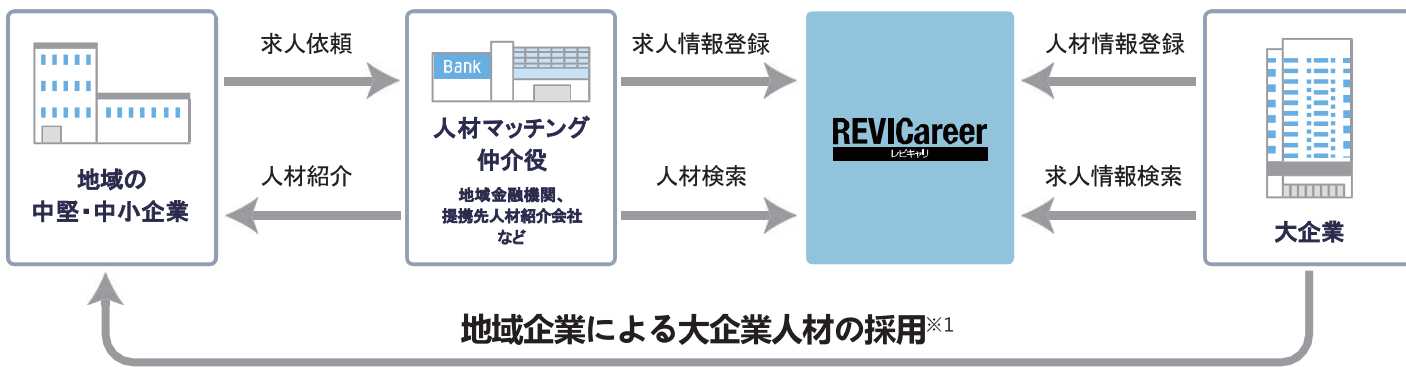 求人依頼
人材紹介
地域の
中堅・中小企業
Bank
人材マッチング
仲介役
地域金融機関、
提携先人材紹介会社
など
求人情報登録
人材検索
REVICareer
レビキャリ
人材情報登録
求人情報検索
大企業
地域企業による大企業人材の採用※1